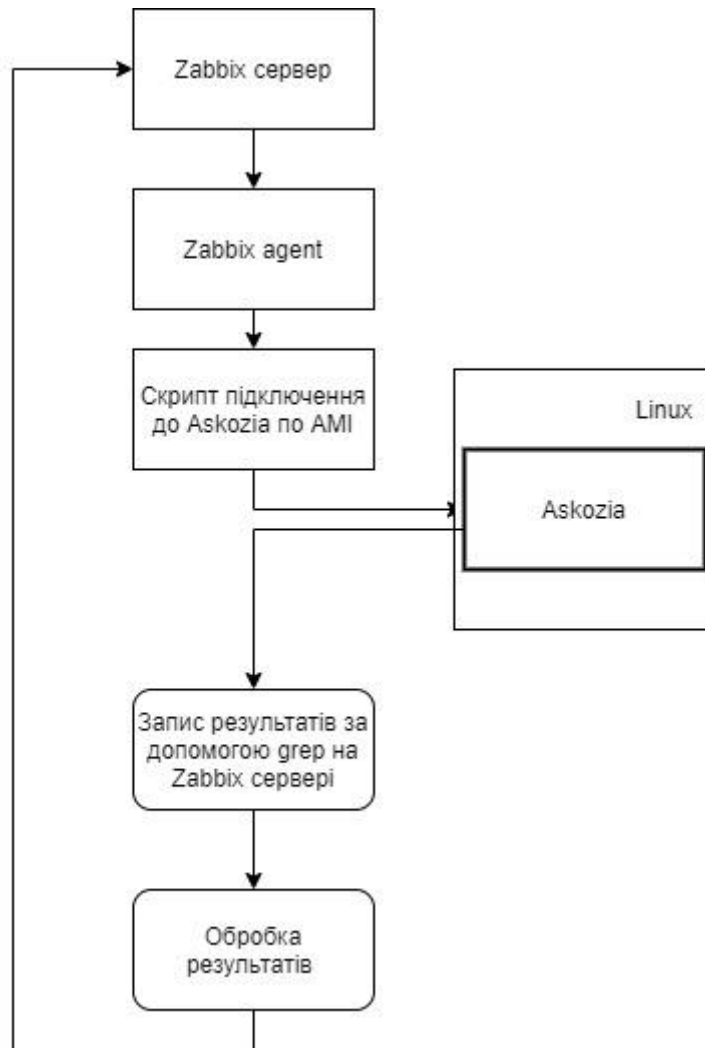 Zabbix сервер
Zabbix agent
Скрипт підключення
до Askozia по AMI
Linux
Askozia
Запис результатів за
допомогою grep на
Zabbix сервері
Обробка
результатів